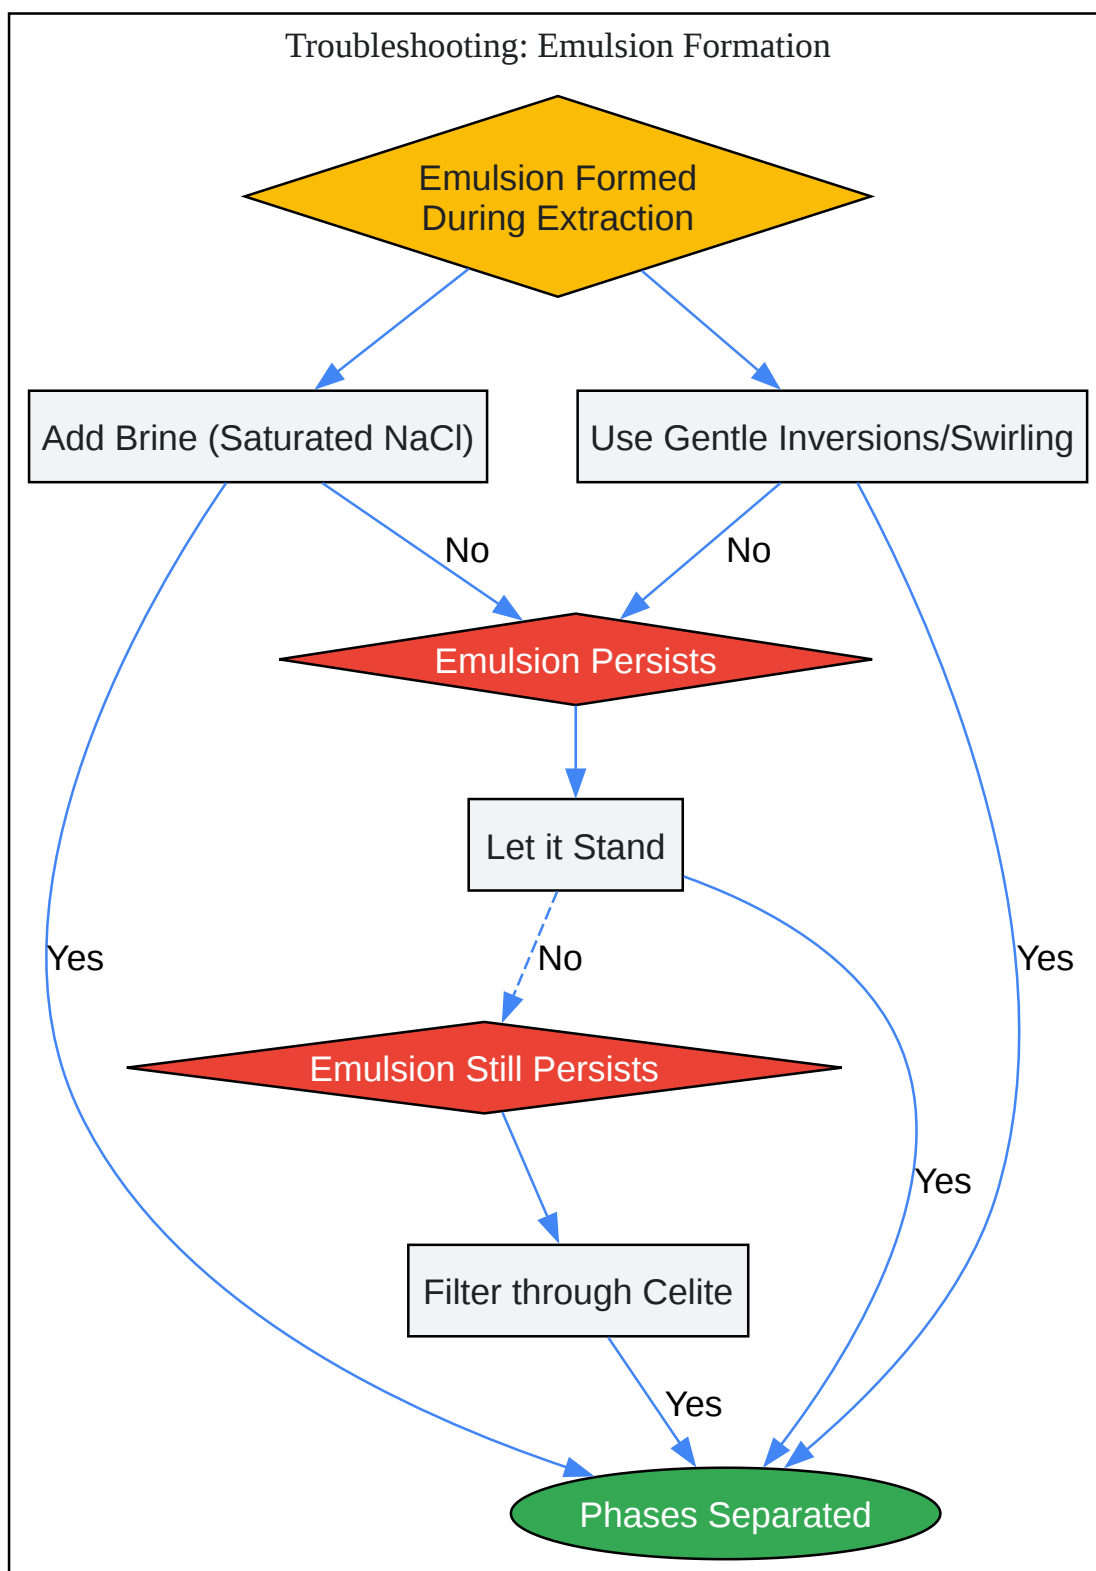 Troubleshooting: Emulsion Formation
Emulsion Formed
During Extraction
Add Brine (Saturated NaCl)
Use Gentle Inversions/Swirling
No
No
Emulsion Persists
Let it Stand
Yes
No
Yes
Emulsion Still Persists
Yes
Filter through Celite
Yes
Phases Separated